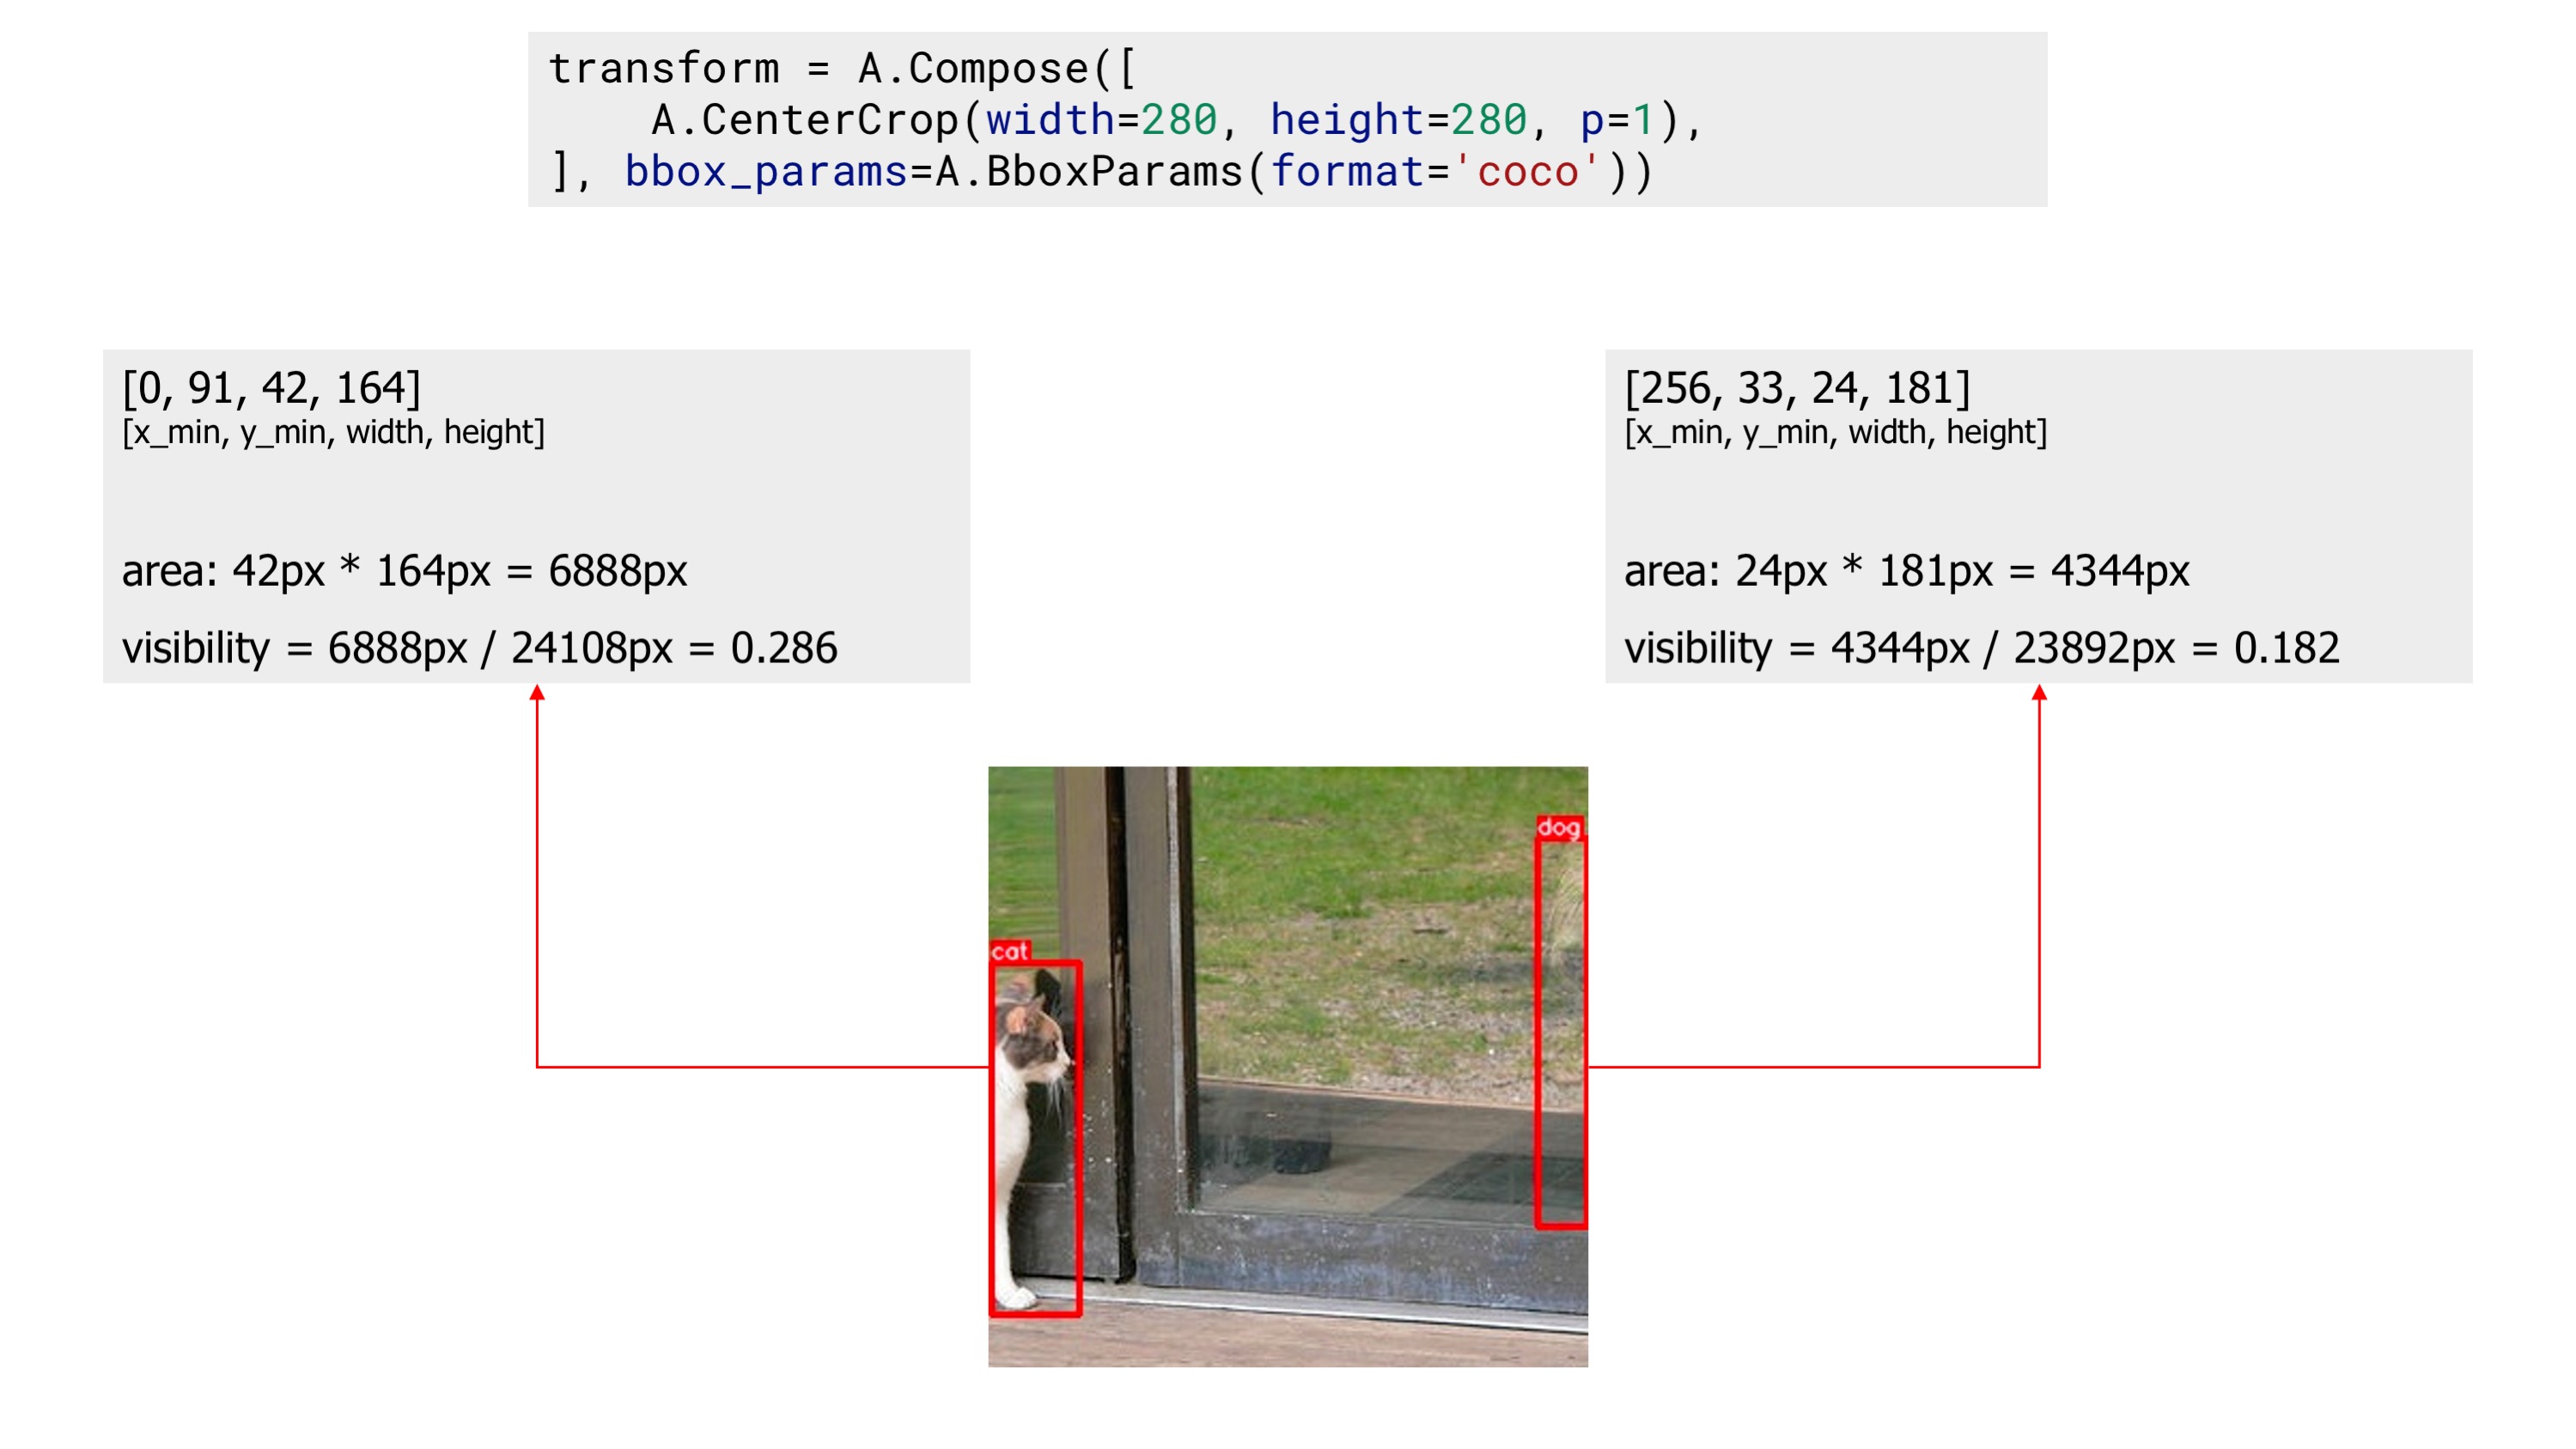 transform = A.Compose([
    A.CenterCrop(width=280, height=280, p=1),
], bbox_params=A.BboxParams(format='coco'))
[0, 91, 42, 164]
[x_min, y_min, width, height]
area: 42px * 164px = 6888px
visibility = 6888px / 24108px = 0.286
[256, 33, 24, 181]
[x_min, y_min, width, height]
area: 24px * 181px = 4344px
visibility = 4344px / 23892px = 0.182
dog
cat